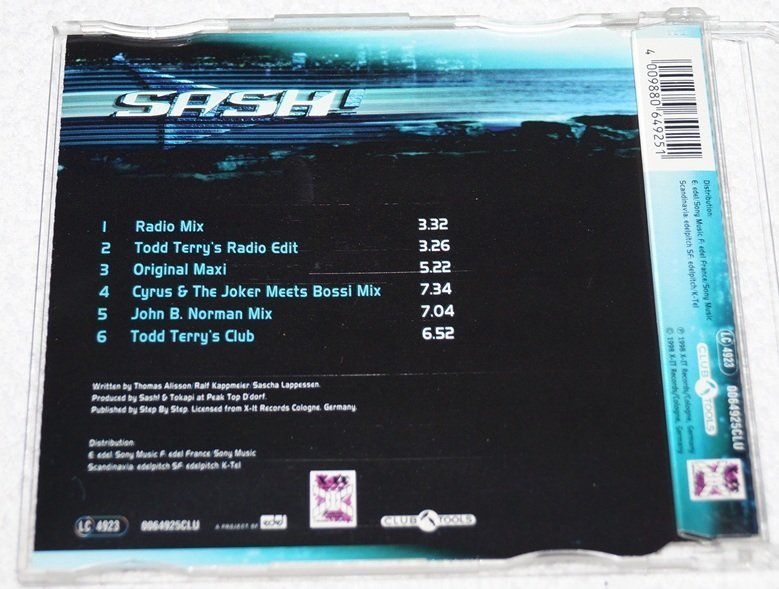 SASH!
1 Radio Mix 3.32
2 Todd Terry's Radio Edit 3.26
3 Original Maxi 5.22
4 Cyrus & The Joker Meets Bossi Mix 7.34
5 John B. Norman Mix 7.04
6 Todd Terry's Club 6.52
Written by Thomas Alisson/Ralf Kappmeier/Sascha Lappessen.
Produced by Sash! & Tokapi at Peak Top D'dorf.
Published by Step By Step. Licensed from X-It Records Cologne, Germany.
Distribution:
E: edel/Sony Music F: edel France/Sony Music
Scandinavia: edelpitch SF: edelpitch/K-Tel
LC 4923
0064925CLU
A PROJECT OF
CLUB TOOLS
4 009880 649251
Distribution:
E: edel/Sony Music F: edel France/Sony Music
Scandinavia: edelpitch SF: edelpitch/K-Tel
LC 4923
0064925CLU
℗ 1998 X-IT Records/Cologne, Germany
© 1998 X-IT Records/Cologne, Germany
CLUB TOOLS